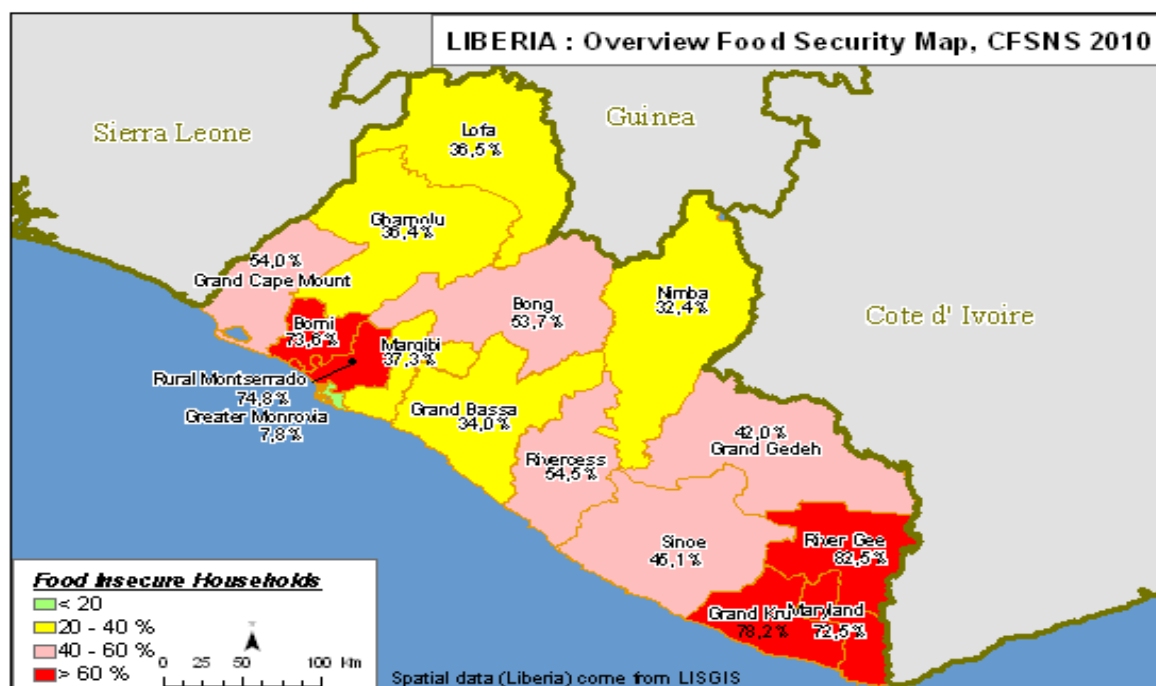 LIBERIA : Overview Food Security Map, CFSNS 2010
Sierra Leone
Guinea
Lofa
36,5%
Gbarpolu
36,4%
54,0%
Grand Cape Mount
Bong
53,7%
Nimba
32,4%
Cote d' Ivoire
Bomi
73,6%
Margibi
37,3%
Rural Montserrado
74,8%
Greater Monrovia
7,8%
Grand Bassa
34,0%
Rivercess
54,5%
42,0%
Grand Gedeh
Sinoe
45,1%
River Gee
82,5%
Grand Kru
78,2%
Maryland
72,5%
Food Insecure Households
< 20
20 - 40 %
40 - 60 %
> 60 %
0 25 50 100 Km
Spatial data (Liberia) come from LISGIS